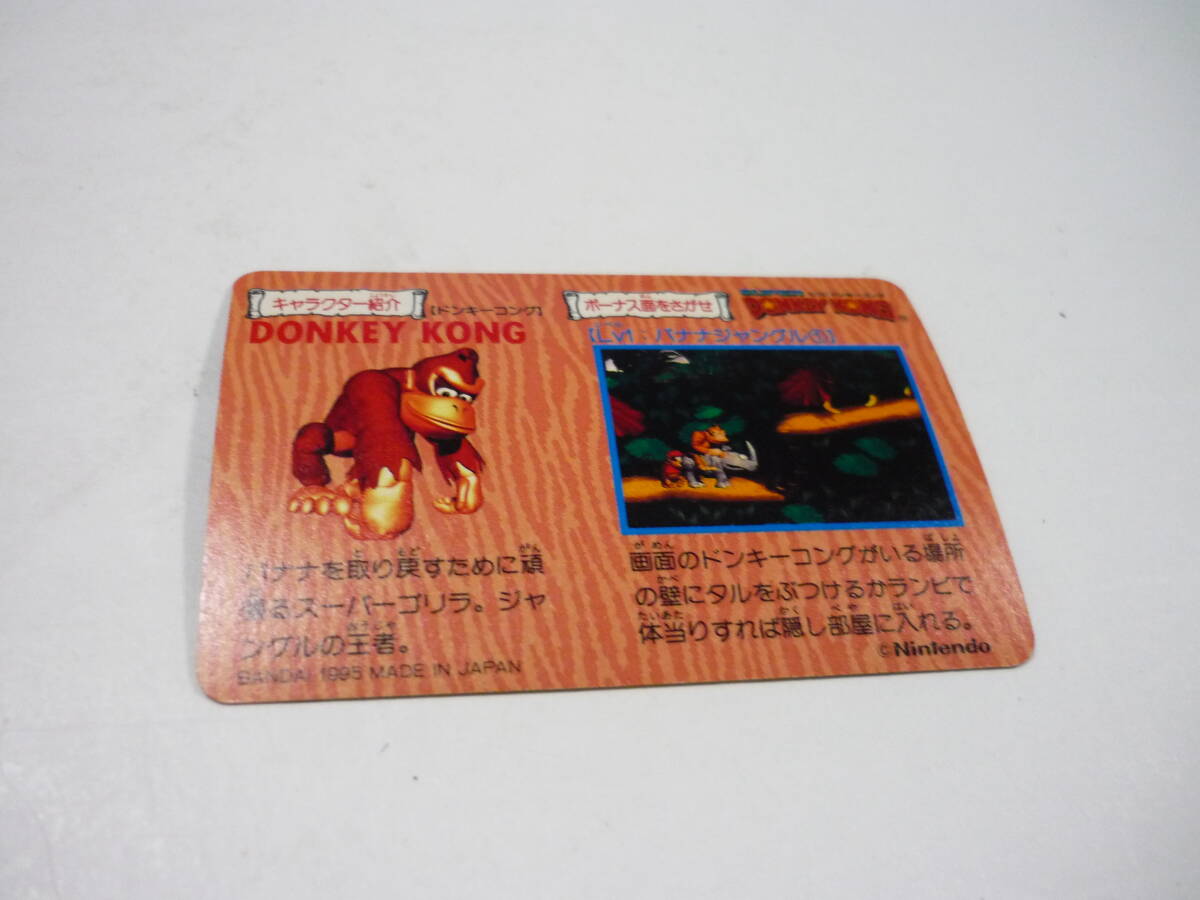 キャラクター紹介
【ドンキーコング】
DONKEY KONG
バナナを取り戻すために頑
張るスーパーゴリラ。ジャ
ングルの王者。
BANDAI 1995 MADE IN JAPAN
ボーナス面をさがせ
DONKEY KONG
【Lv1:バナナジャングル①】
画面のドンキーコングがいる場所
の壁にタルをぶつけるかランビで
体当りすれば隠し部屋に入れる。
©Nintendo